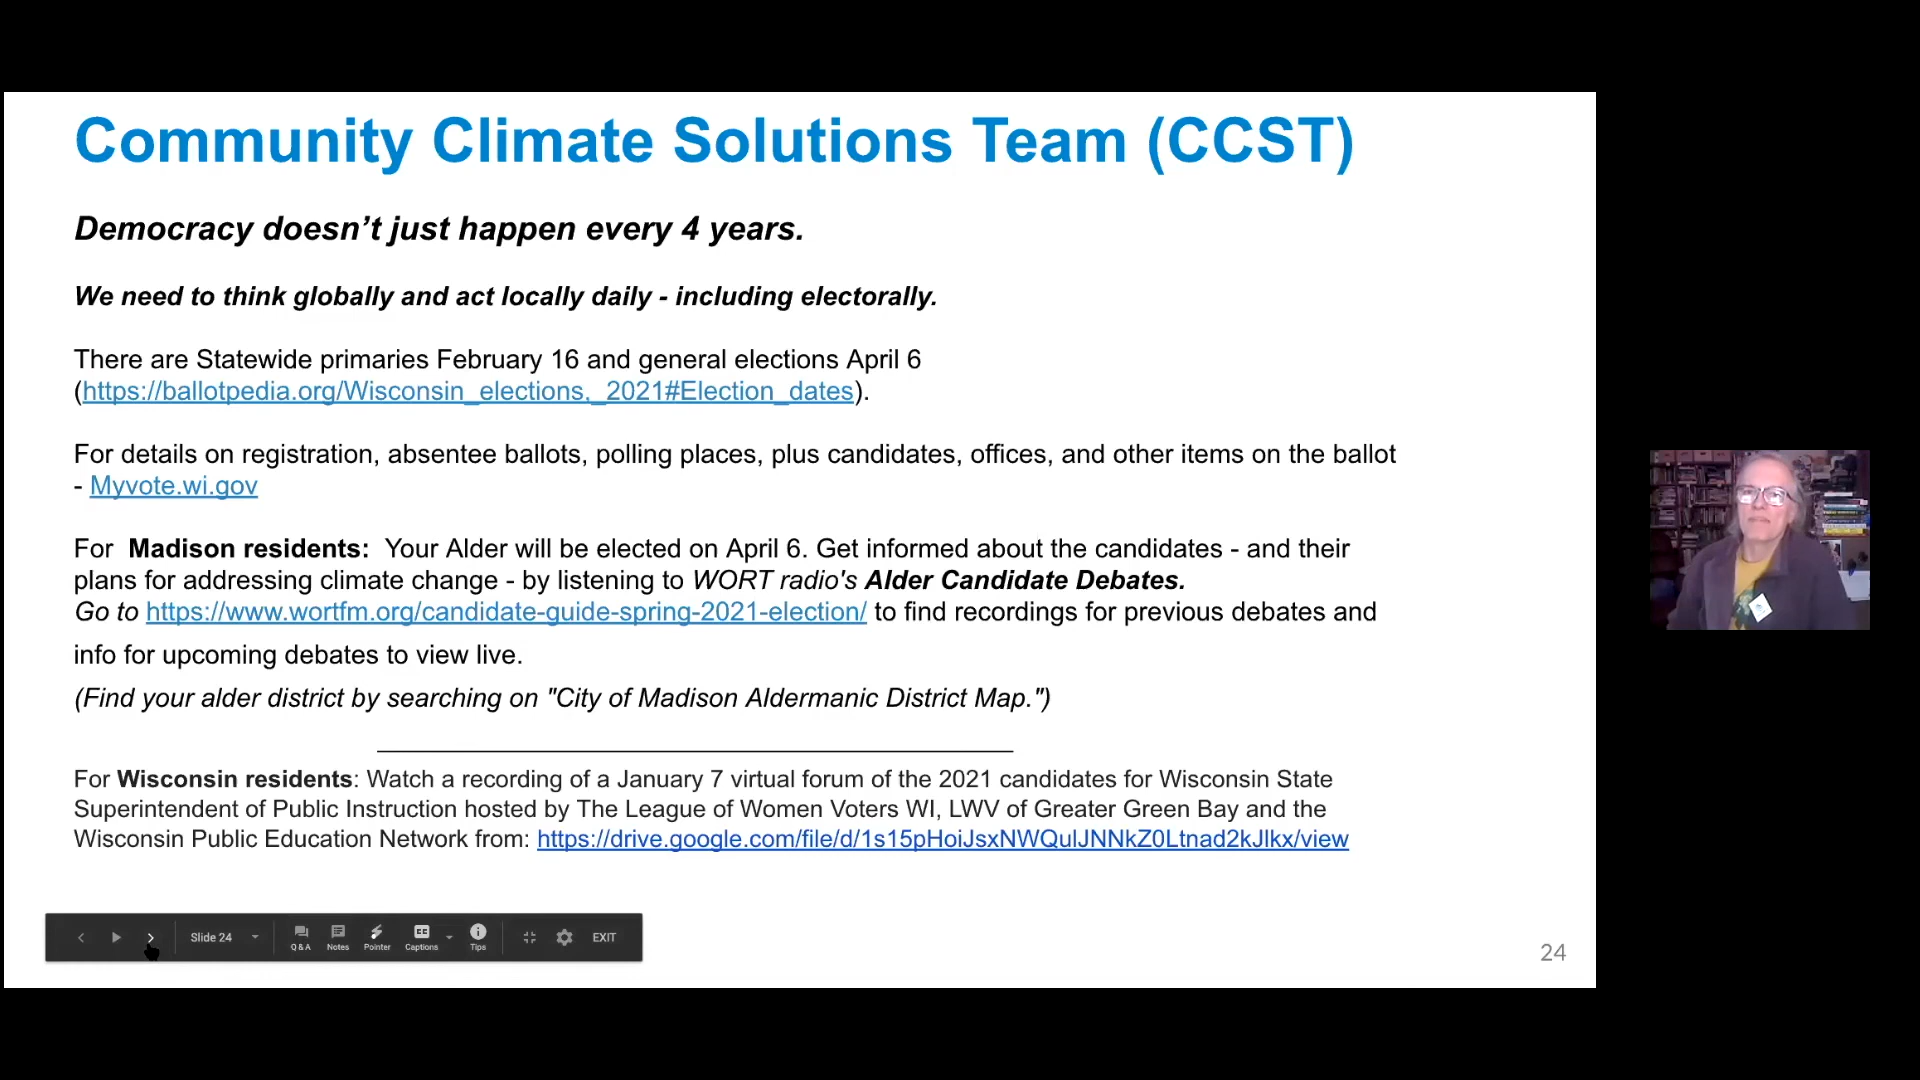 Community Climate Solutions Team (CCST)
Democracy doesn’t just happen every 4 years.
We need to think globally and act locally daily - including electorally.
There are Statewide primaries February 16 and general elections April 6
(https://ballotpedia.org/Wisconsin_elections,_2021#Election_dates).
For details on registration, absentee ballots, polling places, plus candidates, offices, and other items on the ballot
- Myvote.wi.gov
For Madison residents: Your Alder will be elected on April 6. Get informed about the candidates - and their
plans for addressing climate change - by listening to WORT radio's Alder Candidate Debates.
Go to https://www.wortfm.org/candidate-guide-spring-2021-election/ to find recordings for previous debates and
info for upcoming debates to view live.
(Find your alder district by searching on "City of Madison Aldermanic District Map.")
For Wisconsin residents: Watch a recording of a January 7 virtual forum of the 2021 candidates for Wisconsin State
Superintendent of Public Instruction hosted by The League of Women Voters WI, LWV of Greater Green Bay and the
Wisconsin Public Education Network from: https://drive.google.com/file/d/1s15pHoiJsxNWQulJNNkZ0Ltnad2kJlkx/view
Slide 24 Q & A Notes Pointer CC Captions Tips EXIT
24